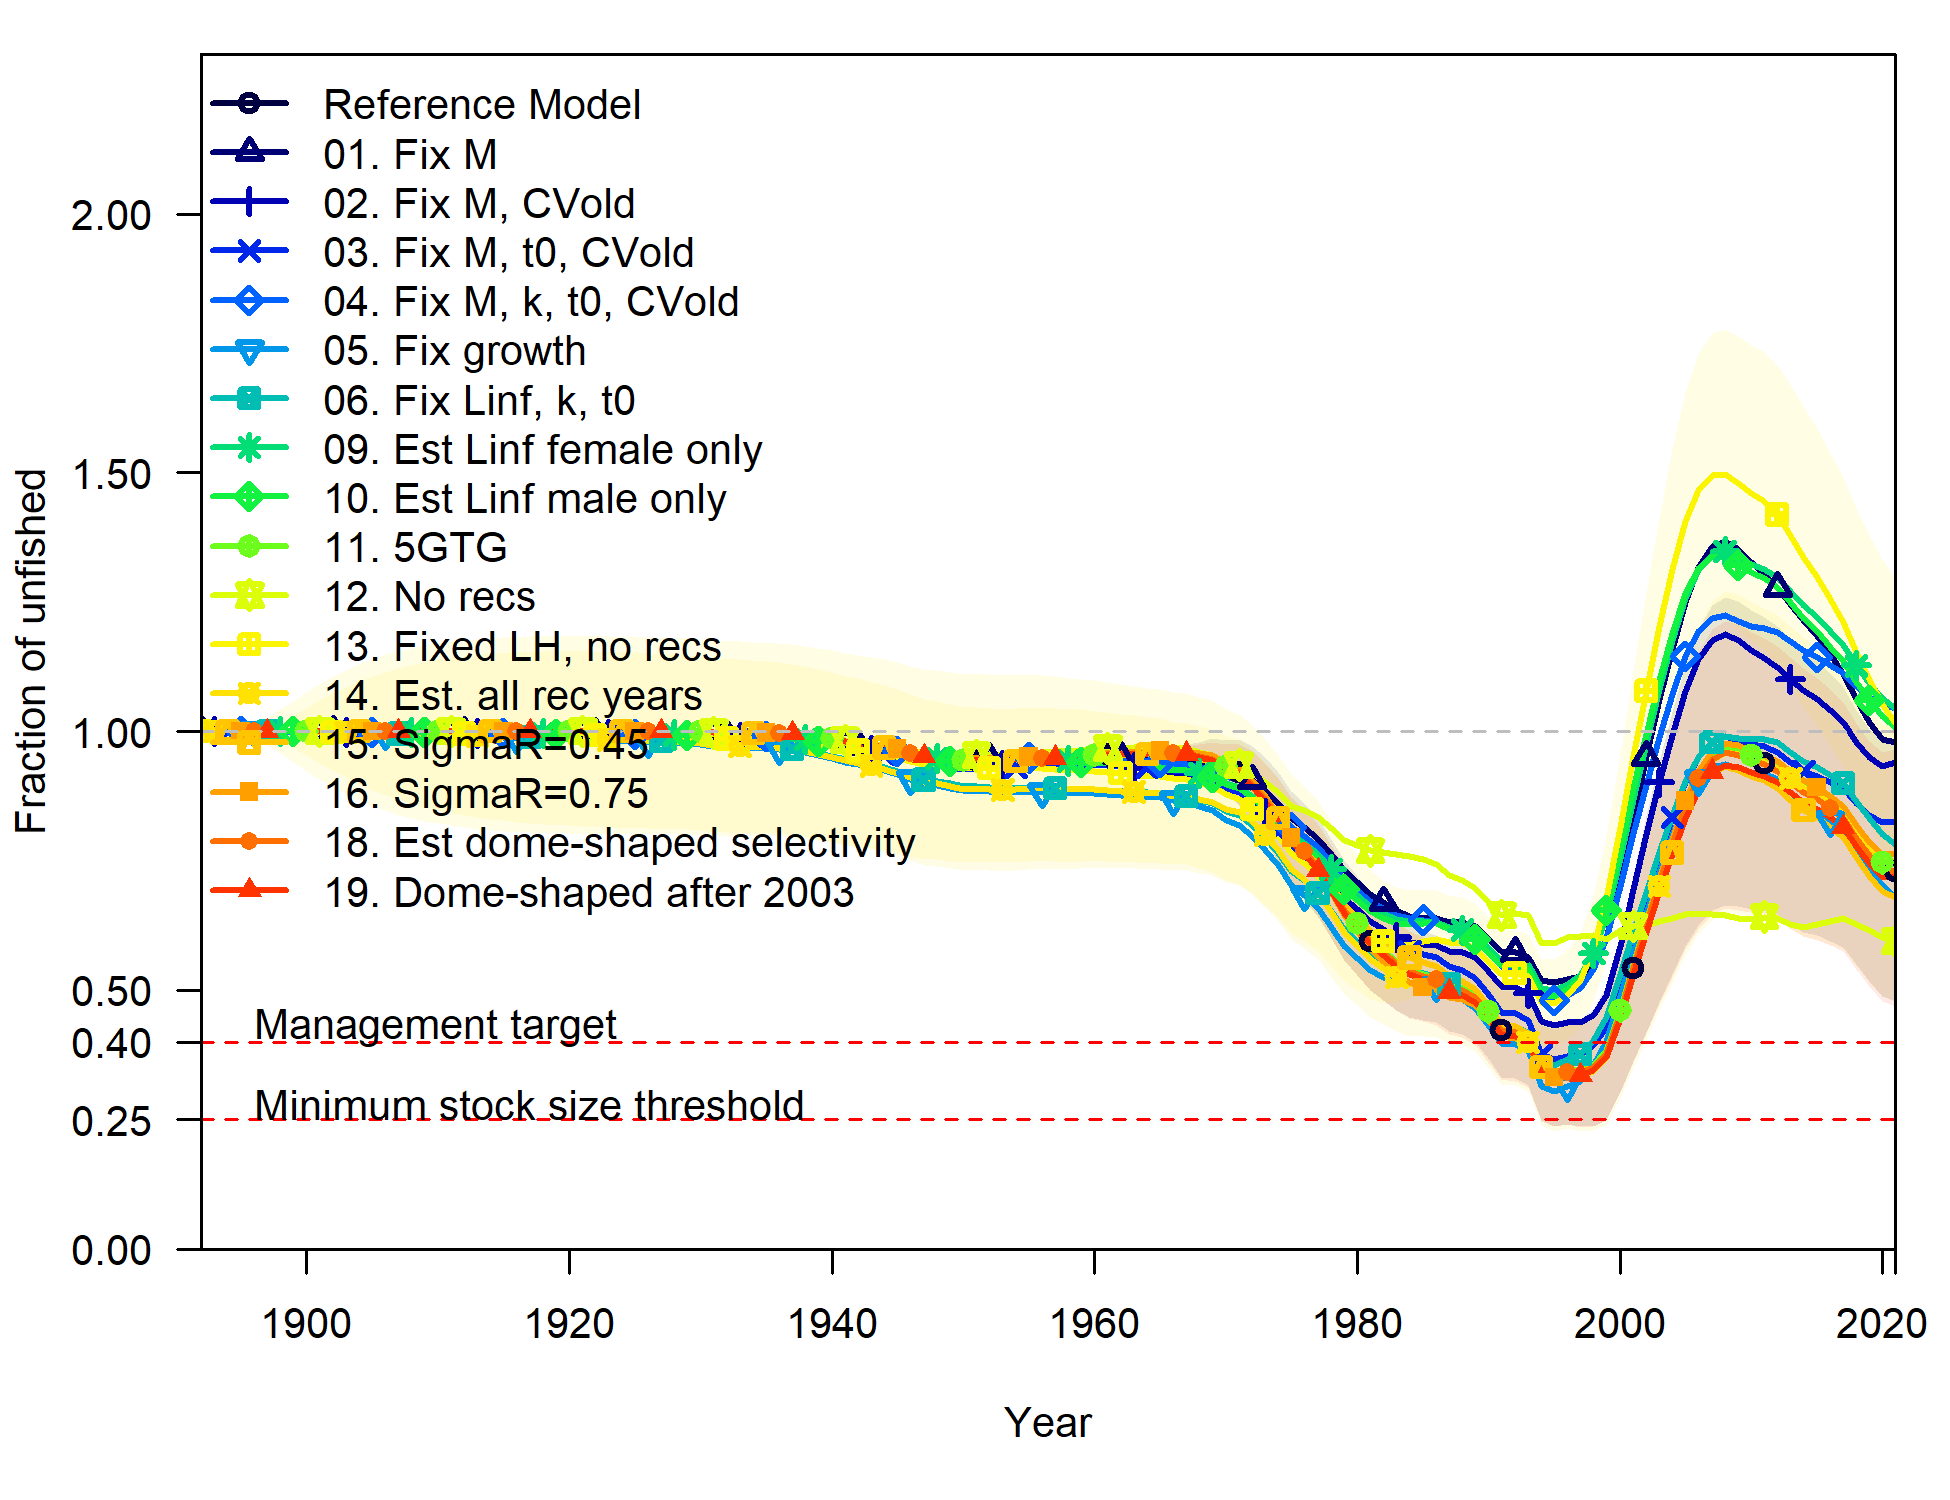 Reference Model
01. Fix M
02. Fix M, CVold
03. Fix M, t0, CVold
04. Fix M, k, t0, CVold
05. Fix growth
06. Fix Linf, k, t0
09. Est Linf female only
10. Est Linf male only
11. 5GTG
12. No recs
13. Fixed LH, no recs
14. Est. all rec years
15. SigmaR=0.45
16. SigmaR=0.75
18. Est dome-shaped selectivity
19. Dome-shaped after 2003
Management target
Minimum stock size threshold
Fraction of unfished
2.00
1.50
1.00
0.50
0.40
0.25
0.00
1900 1920 1940 1960 1980 2000 2020
Year